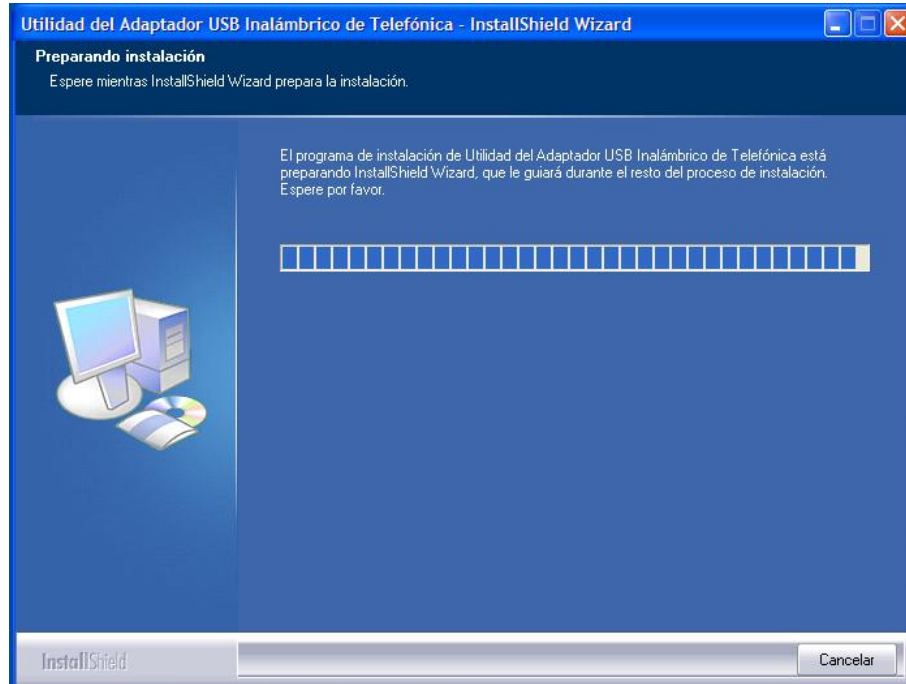 Utilidad del Adaptador USB Inalámbrico de Telefónica - InstallShield Wizard
Preparando instalación
Espere mientras InstallShield Wizard prepara la instalación.
El programa de instalación de Utilidad del Adaptador USB Inalámbrico de Telefónica está
preparando InstallShield Wizard, que le guiará durante el resto del proceso de instalación.
Espere por favor.
InstallShield
Cancelar